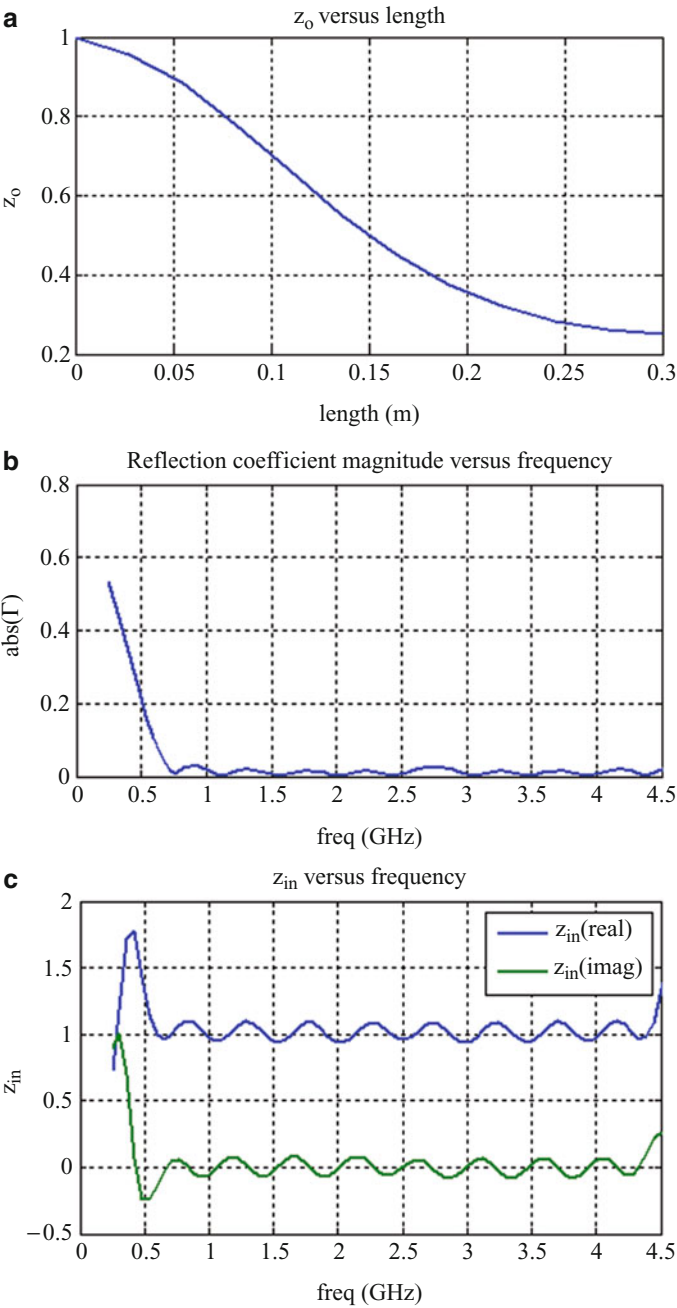 a
z₀ versus length
1
0.8
0.6
0.4
0.2
z₀
0 0.05 0.1 0.15 0.2 0.25 0.3
length (m)
b
Reflection coefficient magnitude versus frequency
0.8
0.6
0.4
0.2
0
abs(Γ)
0 0.5 1 1.5 2 2.5 3 3.5 4 4.5
freq (GHz)
c
zᵢₙ versus frequency
zᵢₙ(real)
zᵢₙ(imag)
2
1.5
1
0.5
0
−0.5
zᵢₙ
0 0.5 1 1.5 2 2.5 3 3.5 4 4.5
freq (GHz)